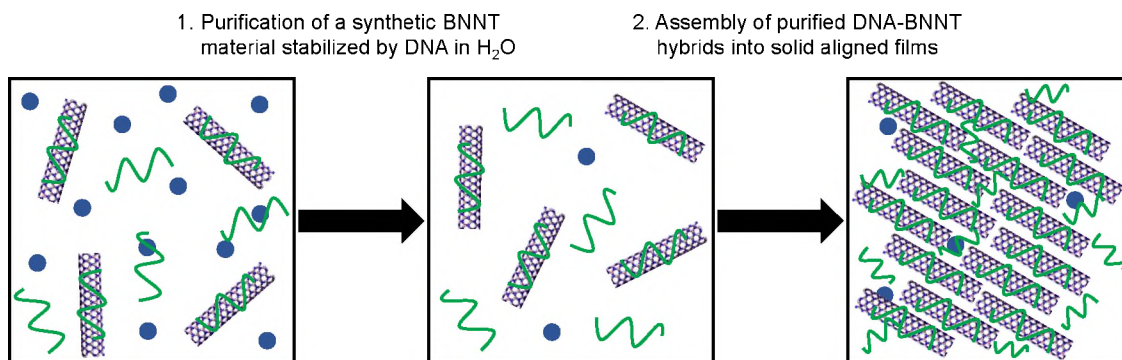 1. Purification of a synthetic BNNT
material stabilized by DNA in H₂O
2. Assembly of purified DNA-BNNT
hybrids into solid aligned films